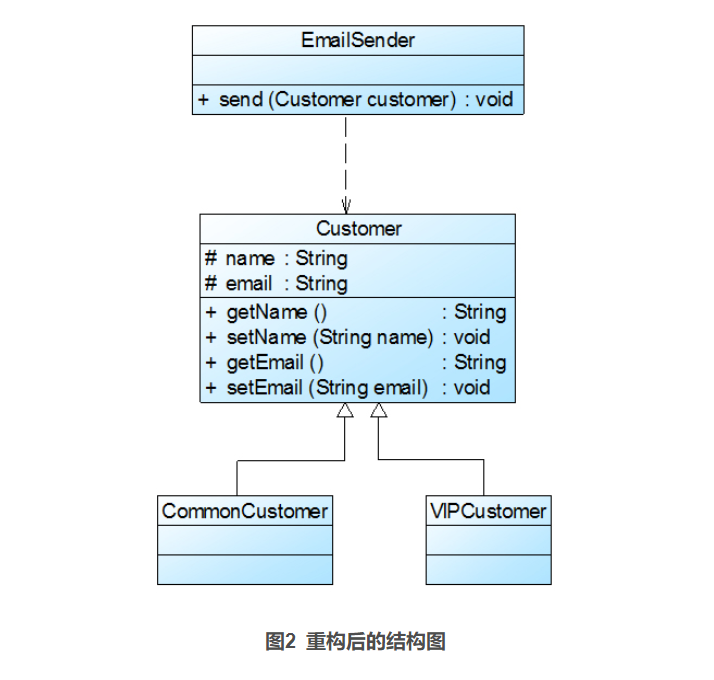 EmailSender
+ send (Customer customer) : void
Customer
# name : String
# email : String
+ getName () : String
+ setName (String name) : void
+ getEmail () : String
+ setEmail (String email) : void
CommonCustomer
VIPCustomer
图2 重构后的结构图